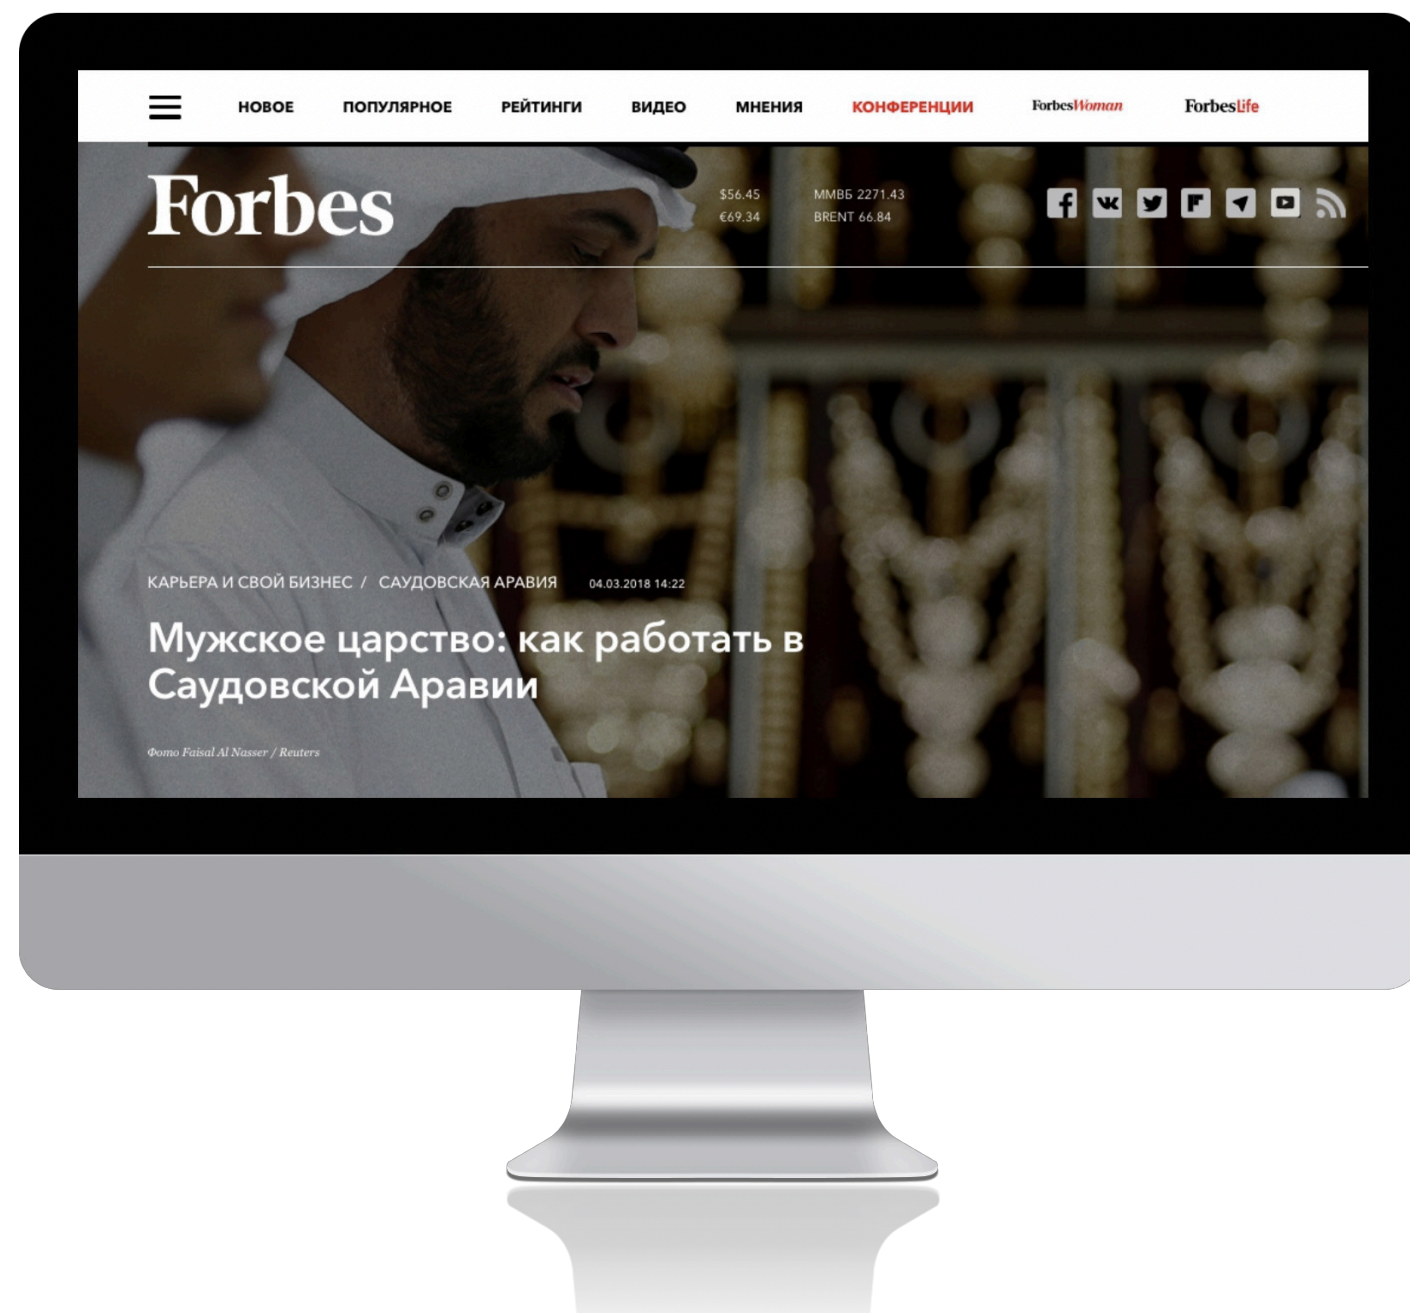 НОВОЕ ПОПУЛЯРНОЕ РЕЙТИНГИ ВИДЕО МНЕНИЯ КОНФЕРЕНЦИИ ForbesWoman ForbesLife
Forbes
$56.45 ММВБ 2271.43
€69.34 BRENT 66.84
КАРЬЕРА И СВОЙ БИЗНЕС / САУДОВСКАЯ АРАВИЯ 04.03.2018 14:22
Мужское царство: как работать в
Саудовской Аравии
Фото Faisal Al Nasser / Reuters